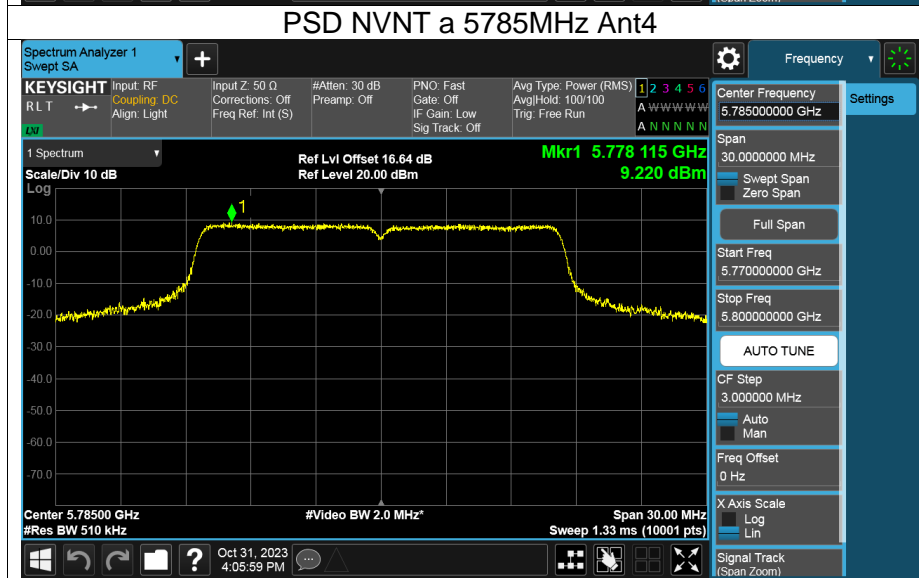 (Span Zoom)
PSD NVNT a 5785MHz Ant4
Spectrum Analyzer 1
Swept SA
Frequency
KEYSIGHT
RLT
LXI
Input: RF
Coupling: DC
Align: Light
Input Z: 50 Ω
Corrections: Off
Freq Ref: Int (S)
#Atten: 30 dB
Preamp: Off
PNO: Fast
Gate: Off
IF Gain: Low
Sig Track: Off
Avg Type: Power (RMS)
Avg|Hold: 100/100
Trig: Free Run
1 2 3 4 5 6
A W W W W W
A N N N N N
1 Spectrum
Scale/Div 10 dB
Log
Ref Lvl Offset 16.64 dB
Ref Level 20.00 dBm
Mkr1 5.778 115 GHz
9.220 dBm
1
10.0
0.00
-10.0
-20.0
-30.0
-40.0
-50.0
-60.0
-70.0
Center 5.78500 GHz
#Res BW 510 kHz
#Video BW 2.0 MHz*
Span 30.00 MHz
Sweep 1.33 ms (10001 pts)
Oct 31, 2023
4:05:59 PM
Center Frequency
5.785000000 GHz
Settings
Span
30.0000000 MHz
Swept Span
Zero Span
Full Span
Start Freq
5.770000000 GHz
Stop Freq
5.800000000 GHz
AUTO TUNE
CF Step
3.000000 MHz
Auto
Man
Freq Offset
0 Hz
X Axis Scale
Log
Lin
Signal Track
(Span Zoom)